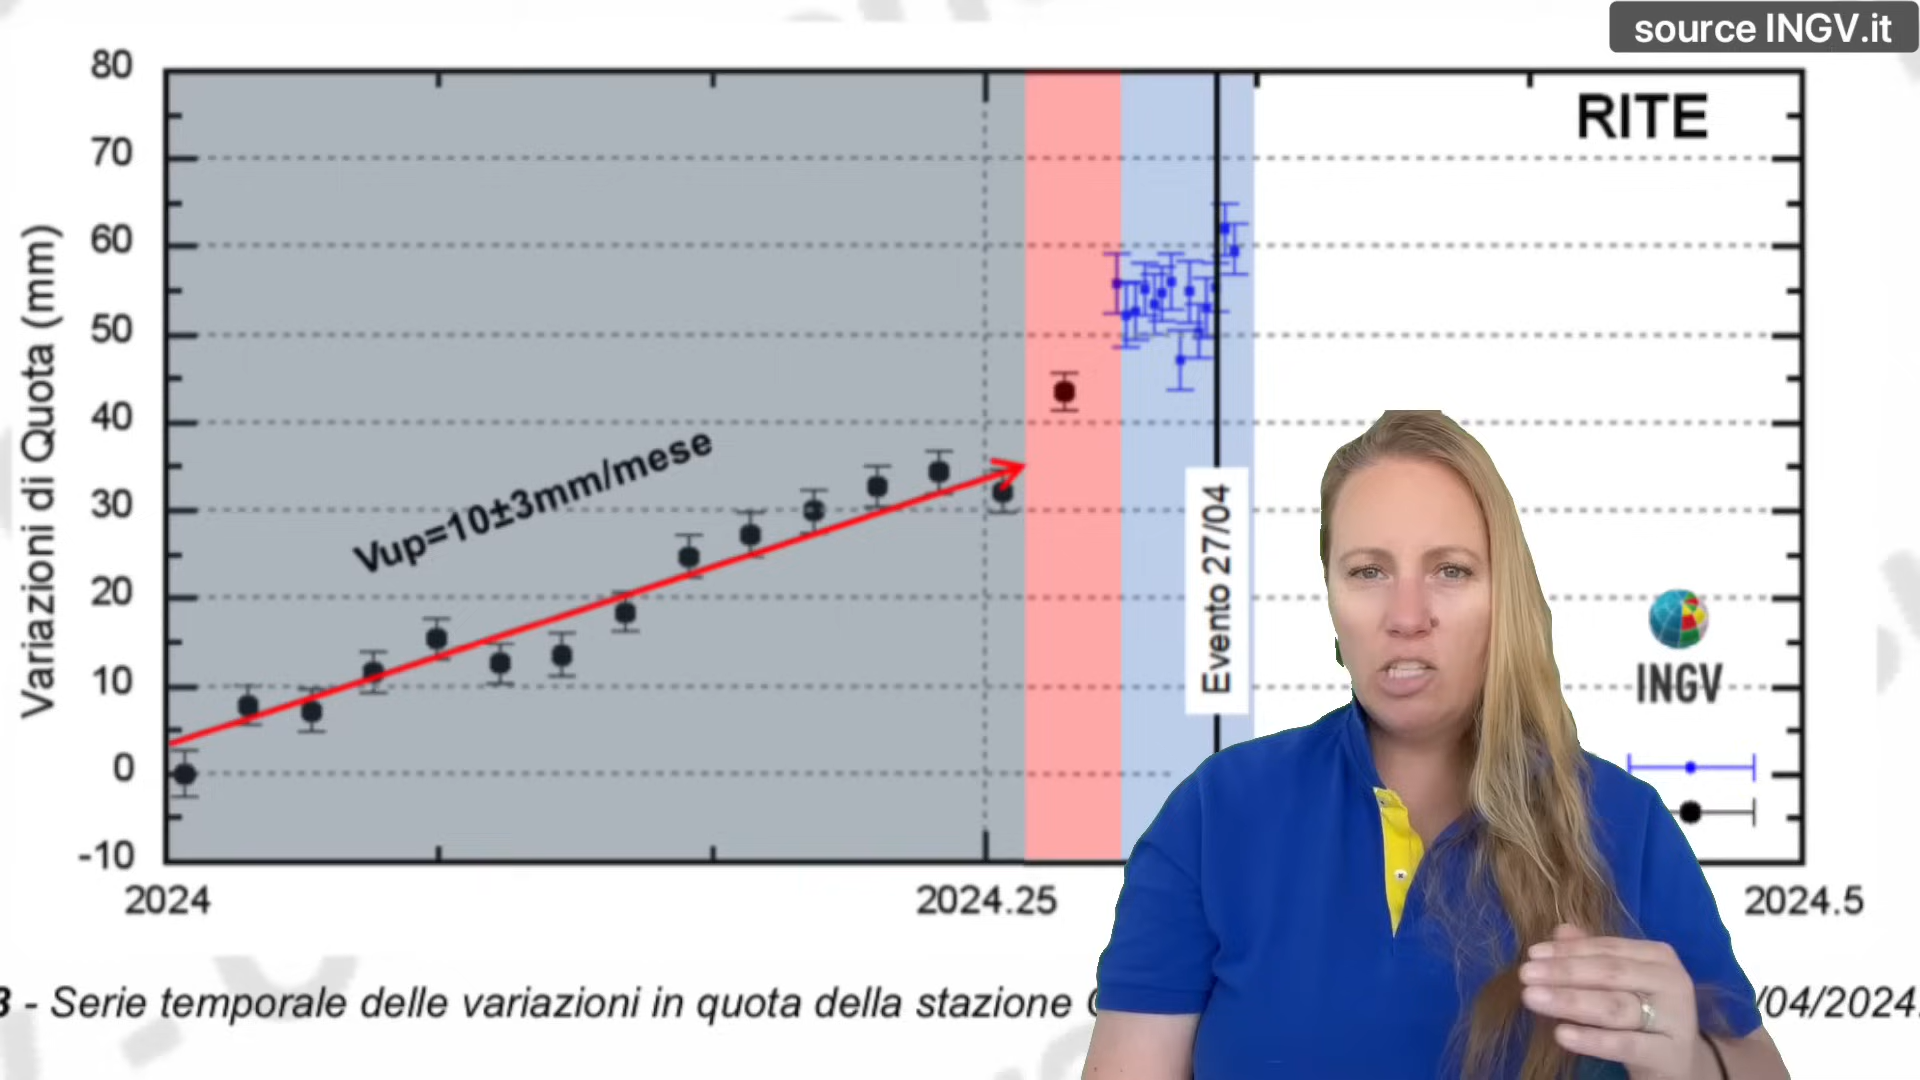 source INGV.it
RITE
80
70
60
50
40
30
20
10
0
-10
Variazioni di Quota (mm)
Vup=10±3mm/mese
Evento 27/04
INGV
2024
2024.25
2024.5
3 - Serie temporale delle variazioni in quota della stazione
/04/2024.